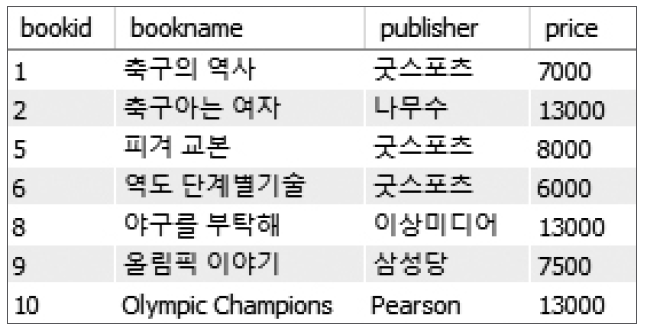 bookid bookname publisher price
1 축구의 역사 굿스포츠 7000
2 축구아는 여자 나무수 13000
5 피겨 교본 굿스포츠 8000
6 역도 단계별기술 굿스포츠 6000
8 야구를 부탁해 이상미디어 13000
9 올림픽 이야기 삼성당 7500
10 Olympic Champions Pearson 13000